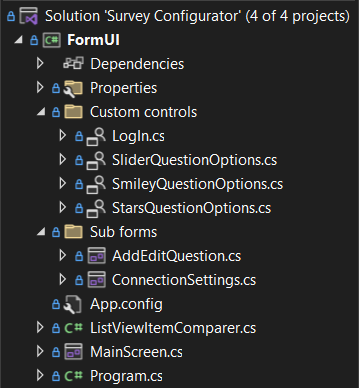 Solution 'Survey Configurator' (4 of 4 projects)
C# FormUI
Dependencies
Properties
Custom controls
LogIn.cs
SliderQuestionOptions.cs
SmileyQuestionOptions.cs
StarsQuestionOptions.cs
Sub forms
AddEditQuestion.cs
ConnectionSettings.cs
App.config
C# ListViewItemComparer.cs
MainScreen.cs
C# Program.cs